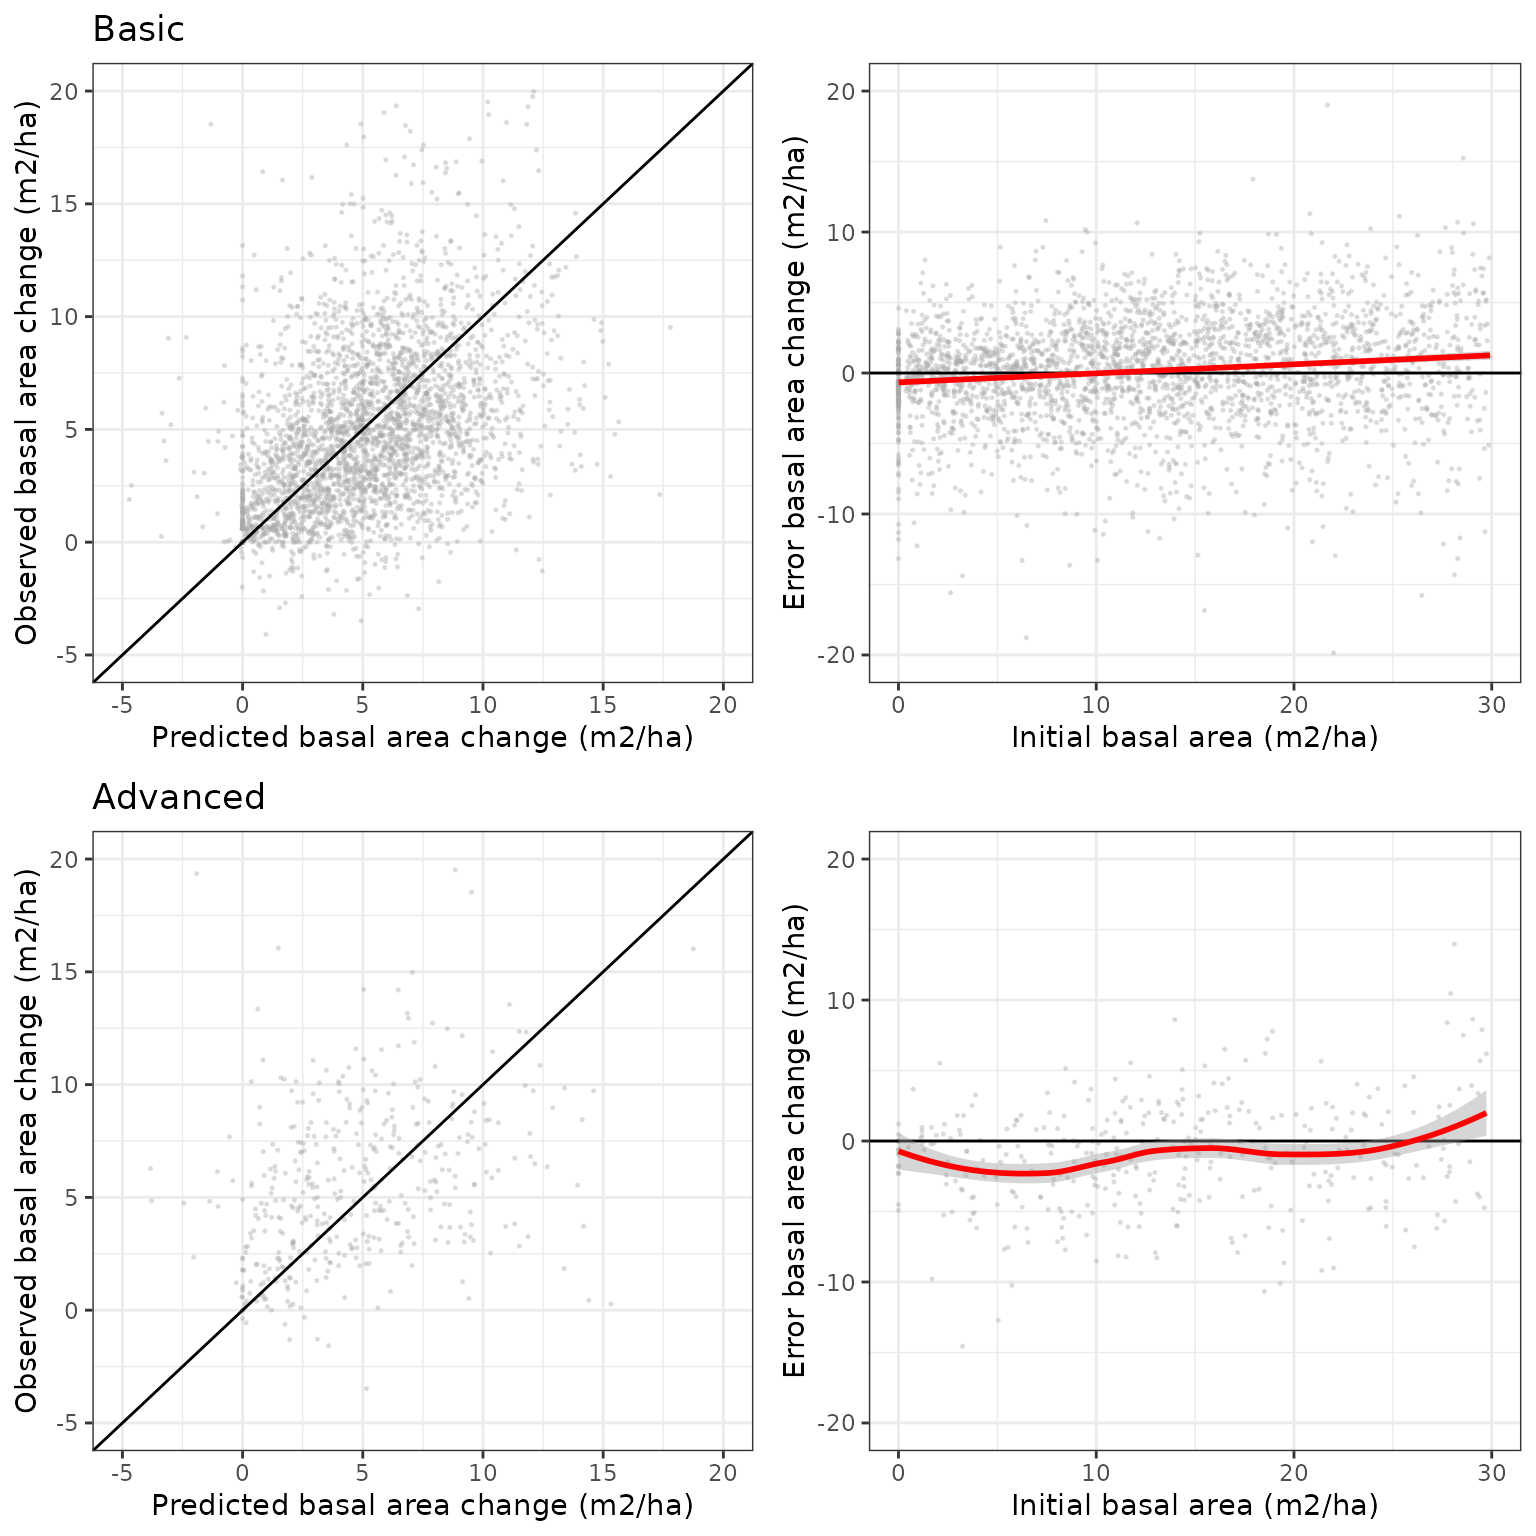 Basic
Observed basal area change (m2/ha)
20
15
10
5
0
-5
-5 0 5 10 15 20
Predicted basal area change (m2/ha)
Error basal area change (m2/ha)
20
10
0
-10
-20
0 10 20 30
Initial basal area (m2/ha)
Advanced
Observed basal area change (m2/ha)
20
15
10
5
0
-5
-5 0 5 10 15 20
Predicted basal area change (m2/ha)
Error basal area change (m2/ha)
20
10
0
-10
-20
0 10 20 30
Initial basal area (m2/ha)